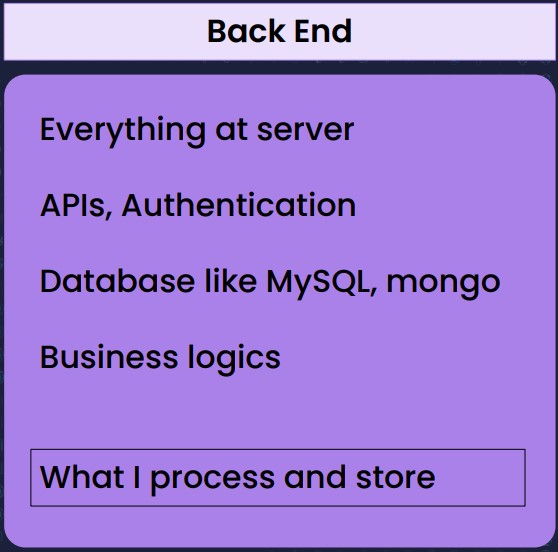 Back End
Everything at server
APIs, Authentication
Database like MySQL, mongo
Business logics
What I process and store